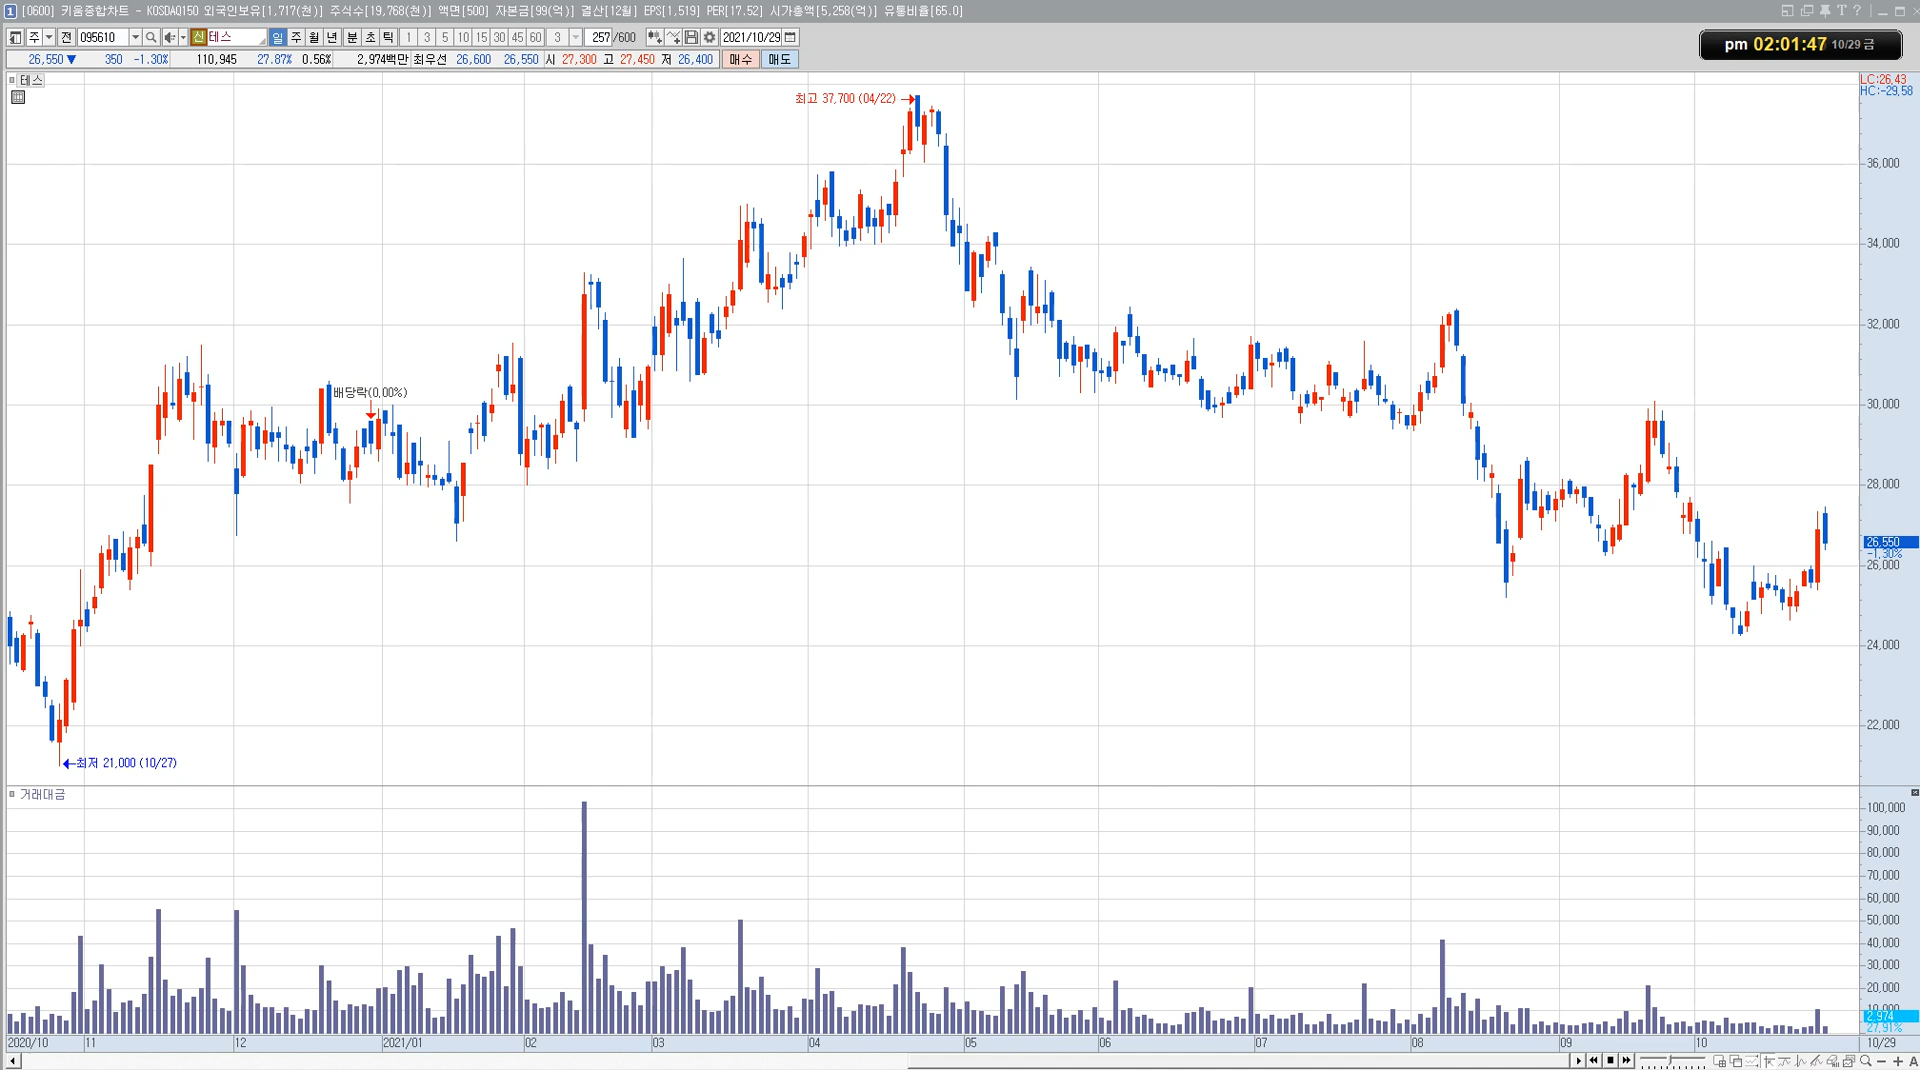 1 [0600] 키움종합차트 - KOSDAQ150 외국인보유[1,717(천)] 주식수[19,768(천)] 액면[500] 자본금[99(억)] 결산[12월] EPS[1,519] PER[17.52] 시가총액[5,258(억)] 유통비율[65.0]
주 전 095610 신 테스 일 주 월 년 분 초 틱 1 3 5 10 15 30 45 60 3 257 /600 2021/10/29
pm 02:01:47 10/29 금
26,550 ▼ 350 -1.30% 110,945 27.87% 0.56% 2,974백만 최우선 26,600 26,550 시 27,300 고 27,450 저 26,400 매수 매도
테스
LC:26.43
HC:-29.58
최고 37,700 (04/22)
36,000
34,000
32,000
배당락(0.00%)
30,000
28,000
26,550
-1.30%
26,000
24,000
22,000
최저 21,000 (10/27)
거래대금
100,000
90,000
80,000
70,000
60,000
50,000
40,000
30,000
20,000
10,000
2,974
27.91%
2020/10 11 12 2021/01 02 03 04 05 06 07 08 09 10 10/29
A